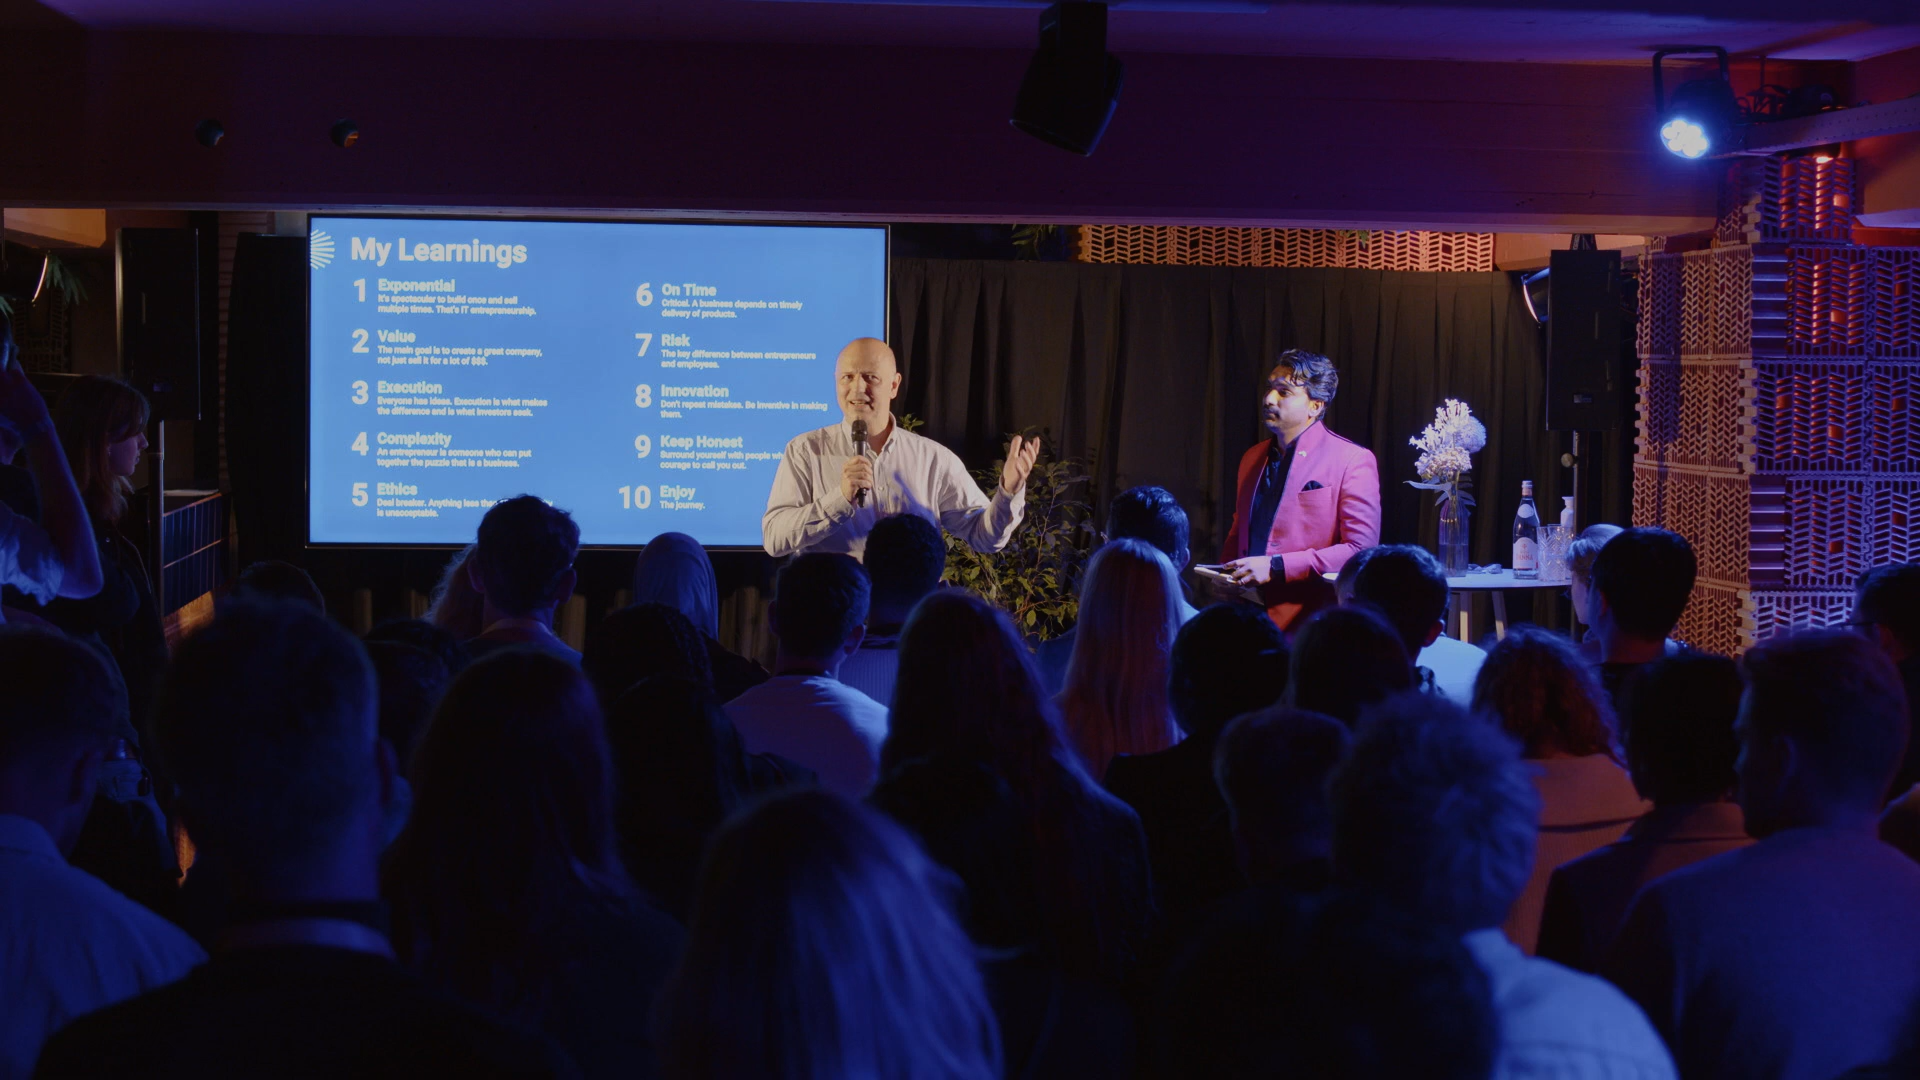 My Learnings
1 Exponential
It's spectacular to build once and sell
multiple times. That's IT entrepreneurship.
2 Value
The main goal is to create a great company,
not just sell it for a lot of $$$.
3 Execution
Everyone has ideas. Execution is what makes
the difference and is what investors seek.
4 Complexity
An entrepreneur is someone who can put
together the puzzle that is a business.
5 Ethics
Deal breaker. Anything less than
is unacceptable.
6 On Time
Critical. A business depends on timely
delivery of products.
7 Risk
The key difference between entrepreneurs
and employees.
8 Innovation
Don't repeat mistakes. Be inventive in making
them.
9 Keep Honest
Surround yourself with people
courage to call you out.
10 Enjoy
The journey.